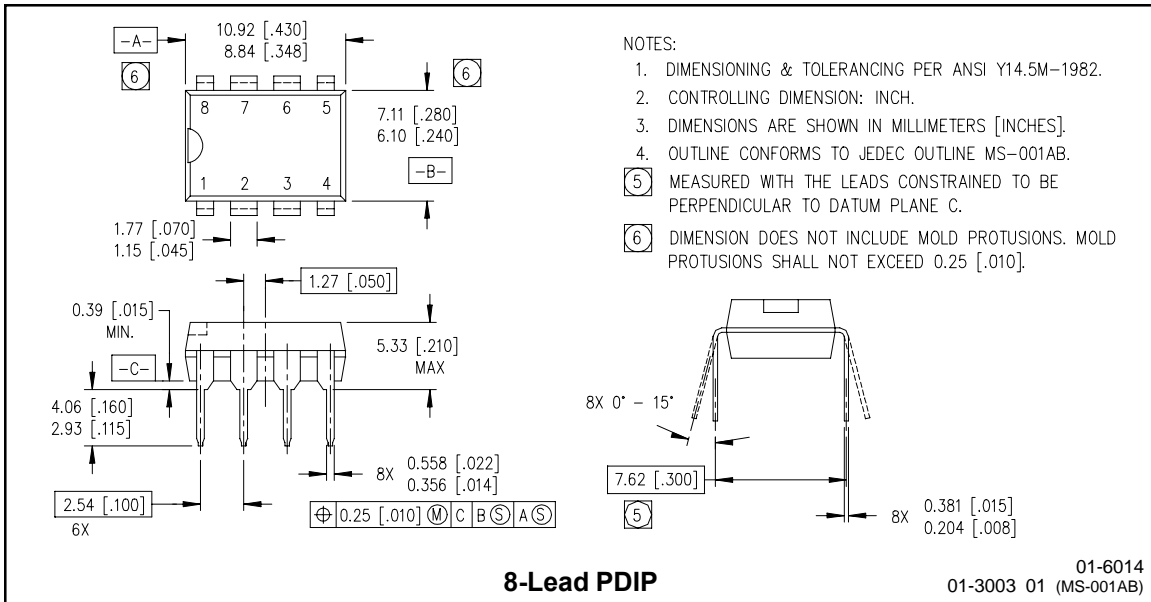 -A-
10.92 [.430]
8.84 [.348]
6
6
8 7 6 5
1 2 3 4
7.11 [.280]
6.10 [.240]
-B-
1.77 [.070]
1.15 [.045]
1.27 [.050]
0.39 [.015]
MIN.
-C-
5.33 [.210]
MAX
4.06 [.160]
2.93 [.115]
8X 0.558 [.022]
0.356 [.014]
2.54 [.100]
6X
⌖ 0.25 [.010] Ⓜ C B Ⓢ A Ⓢ
NOTES:
1. DIMENSIONING & TOLERANCING PER ANSI Y14.5M-1982.
2. CONTROLLING DIMENSION: INCH.
3. DIMENSIONS ARE SHOWN IN MILLIMETERS [INCHES].
4. OUTLINE CONFORMS TO JEDEC OUTLINE MS-001AB.
5 MEASURED WITH THE LEADS CONSTRAINED TO BE
PERPENDICULAR TO DATUM PLANE C.
6 DIMENSION DOES NOT INCLUDE MOLD PROTUSIONS. MOLD
PROTUSIONS SHALL NOT EXCEED 0.25 [.010].
8X 0° - 15°
7.62 [.300]
5
8X 0.381 [.015]
0.204 [.008]
8-Lead PDIP
01-6014
01-3003 01 (MS-001AB)